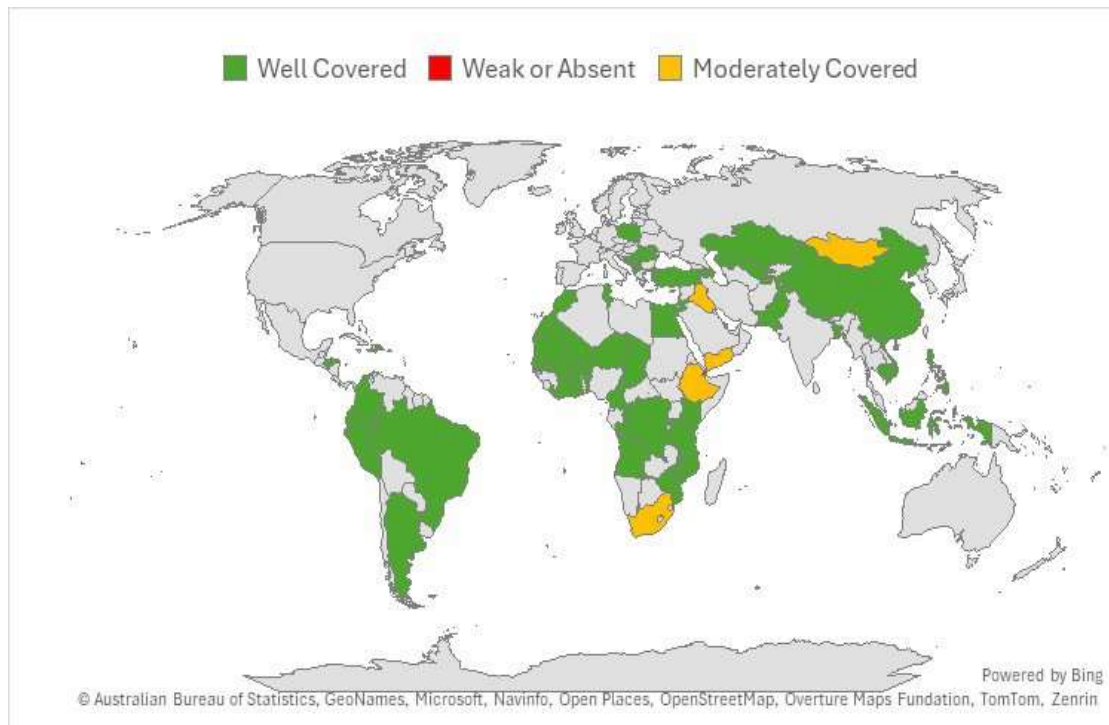 Well Covered Weak or Absent Moderately Covered
Powered by Bing
© Australian Bureau of Statistics, GeoNames, Microsoft, Navinfo, Open Places, OpenStreetMap, Overture Maps Fundation, TomTom, Zenrin